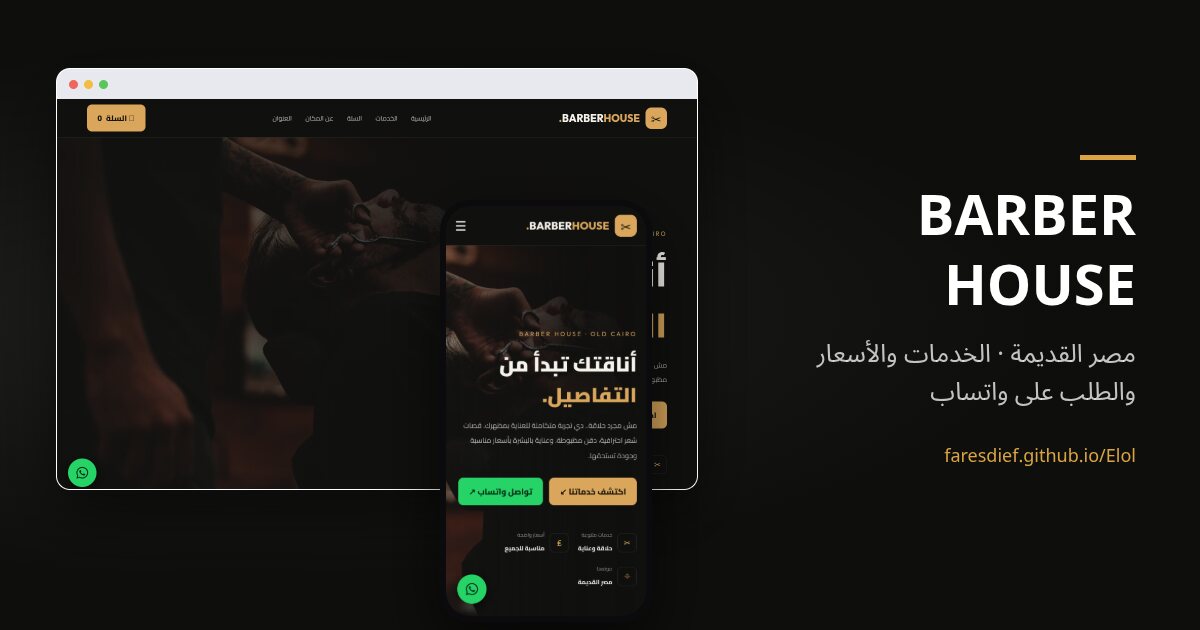 BARBER
HOUSE
مصر القديمة · الخدمات والأسعار
والطلب على واتساب
faresdief.github.io/Elol
.BARBERHOUSE
الرئيسية
الخدمات
السلة
عن المكان
العنوان
السلة 0
.BARBERHOUSE
BARBER HOUSE · OLD CAIRO
أناقتك تبدأ من
التفاصيل.
مش مجرد حلاقة.. دي تجربة متكاملة للعناية بمظهرك. قصات
شعر احترافية، دقن مظبوطة، وعناية بالبشرة بأسعار مناسبة
وجودة تستحقها.
اكتشف خدماتنا ↙
تواصل واتساب ↗
خدمات متنوعة
حلاقة وعناية
أسعار واضحة
مناسبة للجميع
£
موقعنا
مصر القديمة